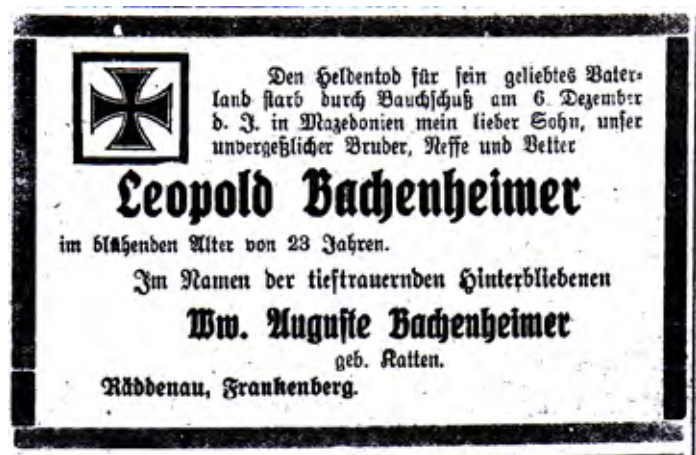 Den Heldentod für sein geliebtes Vater-
land starb durch Bauchschuß am 6. Dezember
d. J. in Mazedonien mein lieber Sohn, unser
unvergeßlicher Bruder, Neffe und Vetter
Leopold Bachenheimer
im blühenden Alter von 23 Jahren.
Im Namen der tieftrauernden Hinterbliebenen
Ww. Auguste Bachenheimer
geb. Katten.
Räddenau, Frankenberg.